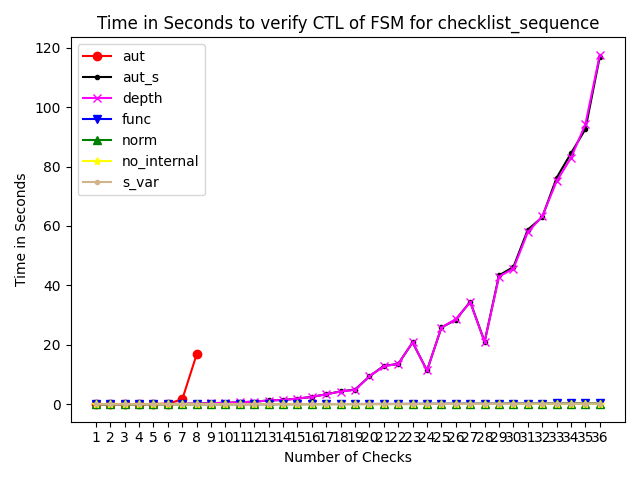 Time in Seconds to verify CTL of FSM for checklist_sequence
aut
aut_s
depth
func
norm
no_internal
s_var
Time in Seconds
120
100
80
60
40
20
0
1 2 3 4 5 6 7 8 9 10 11 12 13 14 15 16 17 18 19 20 21 22 23 24 25 26 27 28 29 30 31 32 33 34 35 36
Number of Checks